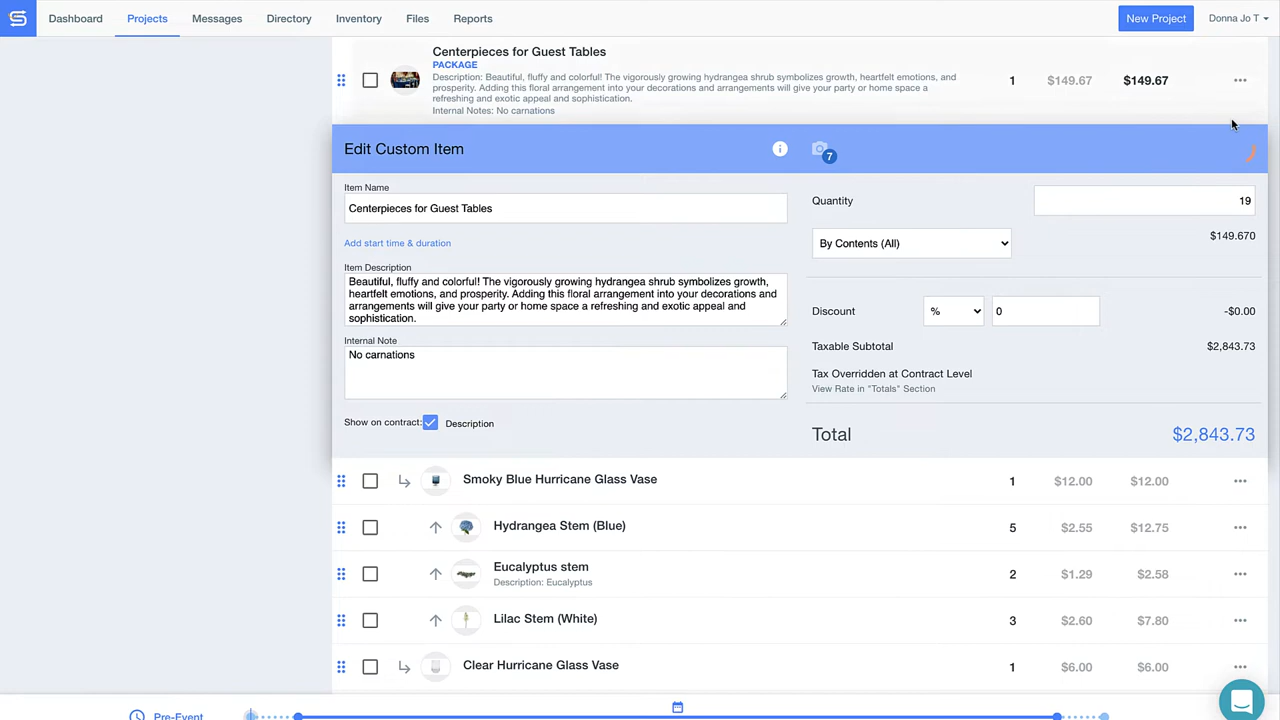 Dashboard Projects Messages Directory Inventory Files Reports New Project Donna Jo T
Centerpieces for Guest Tables
PACKAGE
Description: Beautiful, fluffy and colorful! The vigorously growing hydrangea shrub symbolizes growth, heartfelt emotions, and
prosperity. Adding this floral arrangement into your decorations and arrangements will give your party or home space a
refreshing and exotic appeal and sophistication.
Internal Notes: No carnations
1 $149.67 $149.67
Edit Custom Item
7
Item Name
Centerpieces for Guest Tables
Add start time & duration
Item Description
Beautiful, fluffy and colorful! The vigorously growing hydrangea shrub symbolizes growth,
heartfelt emotions, and prosperity. Adding this floral arrangement into your decorations and
arrangements will give your party or home space a refreshing and exotic appeal and
sophistication.
Internal Note
No carnations
Show on contract: Description
Quantity 19
By Contents (All) $149.670
Discount % 0 -$0.00
Taxable Subtotal $2,843.73
Tax Overridden at Contract Level
View Rate in "Totals" Section
Total $2,843.73
Smoky Blue Hurricane Glass Vase 1 $12.00 $12.00
Hydrangea Stem (Blue) 5 $2.55 $12.75
Eucalyptus stem 2 $1.29 $2.58
Description: Eucalyptus
Lilac Stem (White) 3 $2.60 $7.80
Clear Hurricane Glass Vase 1 $6.00 $6.00
Pre-Event